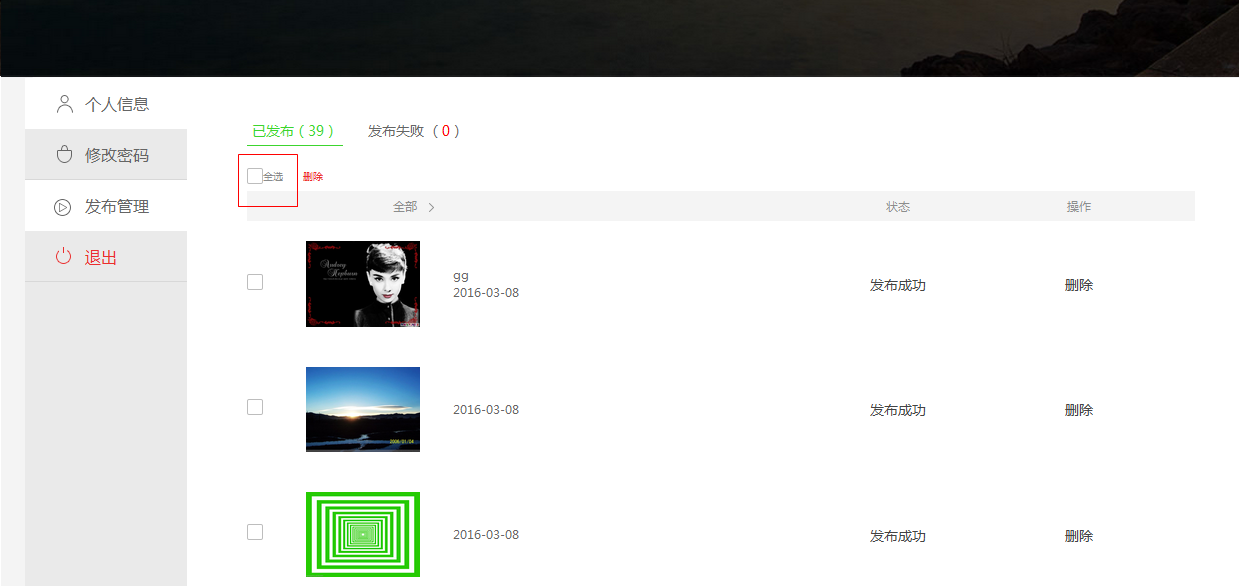 个人信息
修改密码
发布管理
退出
已发布 ( 39 ) 发布失败 ( 0 )
全选 删除
全部 > 状态 操作
Audrey
Hepburn
gg
2016-03-08
发布成功 删除
2016-03-08
发布成功 删除
2016-03-08
发布成功 删除